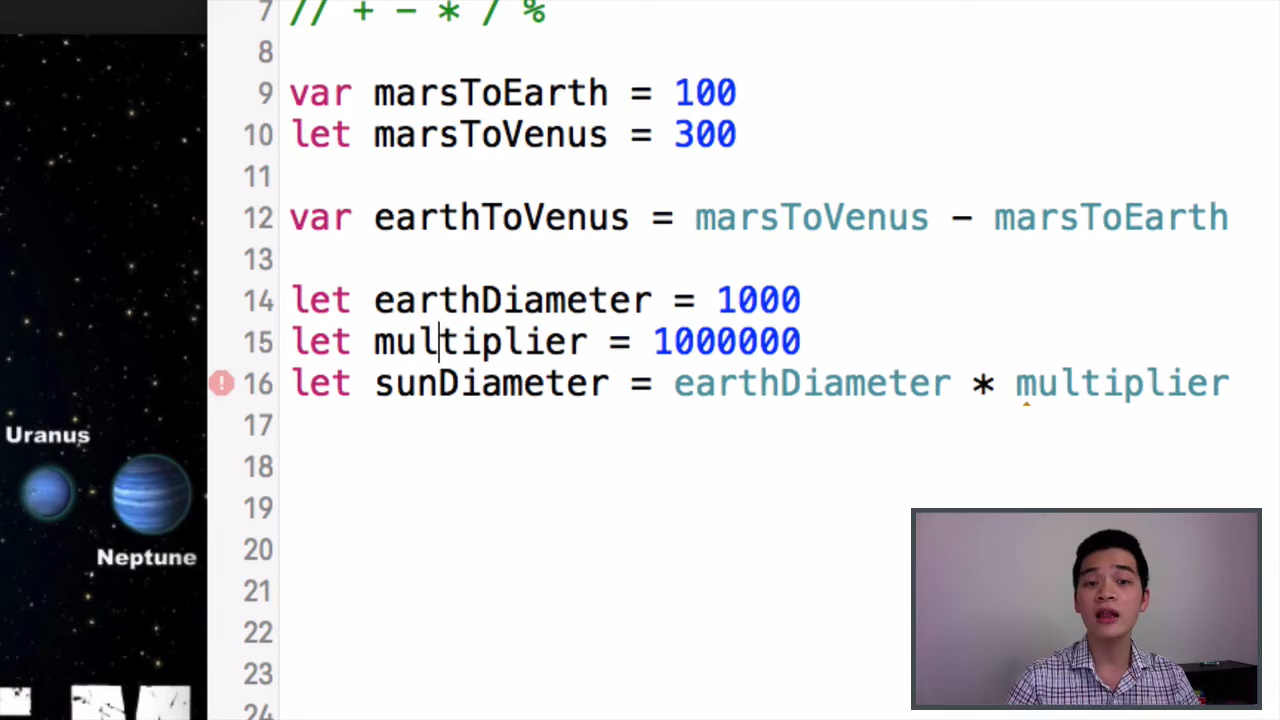 7 // + - * / %
8
9 var marsToEarth = 100
10 let marsToVenus = 300
11
12 var earthToVenus = marsToVenus - marsToEarth
13
14 let earthDiameter = 1000
15 let multiplier = 1000000
16 let sunDiameter = earthDiameter * multiplier
17
18
19
20
21
22
23
24
Uranus
Neptune